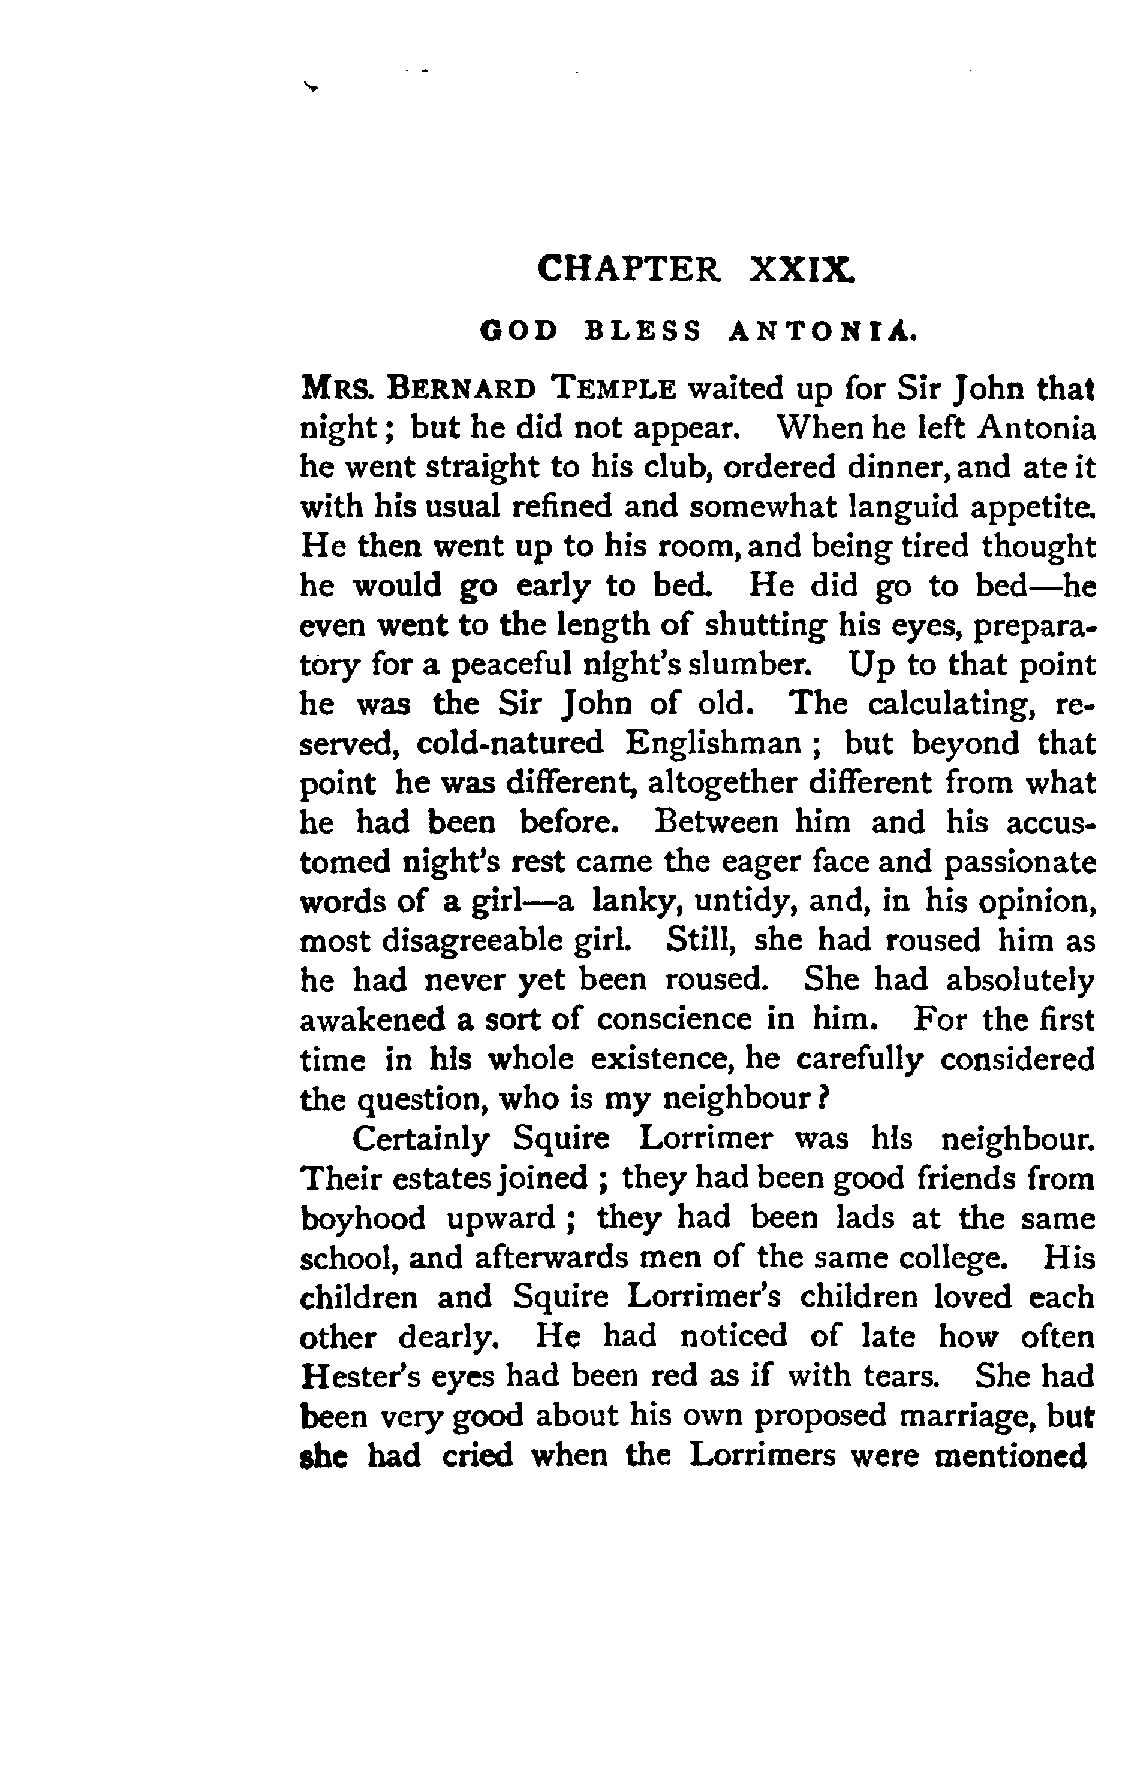 CHAPTER XXIX.
GOD BLESS ANTONIA.
MRS. BERNARD TEMPLE waited up for Sir John that
night; but he did not appear. When he left Antonia
he went straight to his club, ordered dinner, and ate it
with his usual refined and somewhat languid appetite.
He then went up to his room, and being tired thought
he would go early to bed. He did go to bed—he
even went to the length of shutting his eyes, prepara-
tory for a peaceful night's slumber. Up to that point
he was the Sir John of old. The calculating, re-
served, cold-natured Englishman ; but beyond that
point he was different, altogether different from what
he had been before. Between him and his accus-
tomed night's rest came the eager face and passionate
words of a girl—a lanky, untidy, and, in his opinion,
most disagreeable girl. Still, she had roused him as
he had never yet been roused. She had absolutely
awakened a sort of conscience in him. For the first
time in his whole existence, he carefully considered
the question, who is my neighbour?
Certainly Squire Lorrimer was his neighbour.
Their estates joined ; they had been good friends from
boyhood upward ; they had been lads at the same
school, and afterwards men of the same college. His
children and Squire Lorrimer's children loved each
other dearly. He had noticed of late how often
Hester's eyes had been red as if with tears. She had
been very good about his own proposed marriage, but
she had cried when the Lorrimers were mentioned